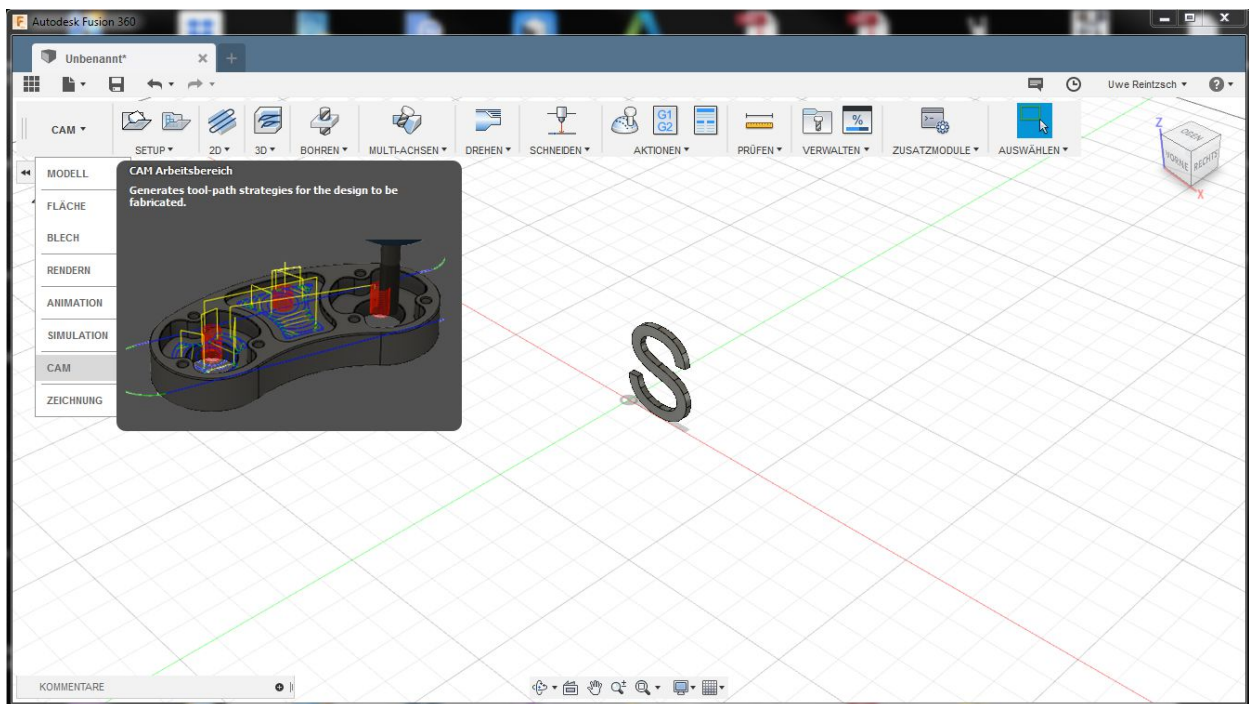 Autodesk Fusion 360
Unbenannt*
Uwe Reintzsch
CAM
G1
G2
%
SETUP 2D 3D BOHREN MULTI-ACHSEN DREHEN SCHNEIDEN AKTIONEN PRÜFEN VERWALTEN ZUSATZMODULE AUSWÄHLEN
Z
OBEN
VORNE RECHTS
X
MODELL
FLÄCHE
BLECH
RENDERN
ANIMATION
SIMULATION
CAM
ZEICHNUNG
CAM Arbeitsbereich
Generates tool-path strategies for the design to be
fabricated.
S
KOMMENTARE